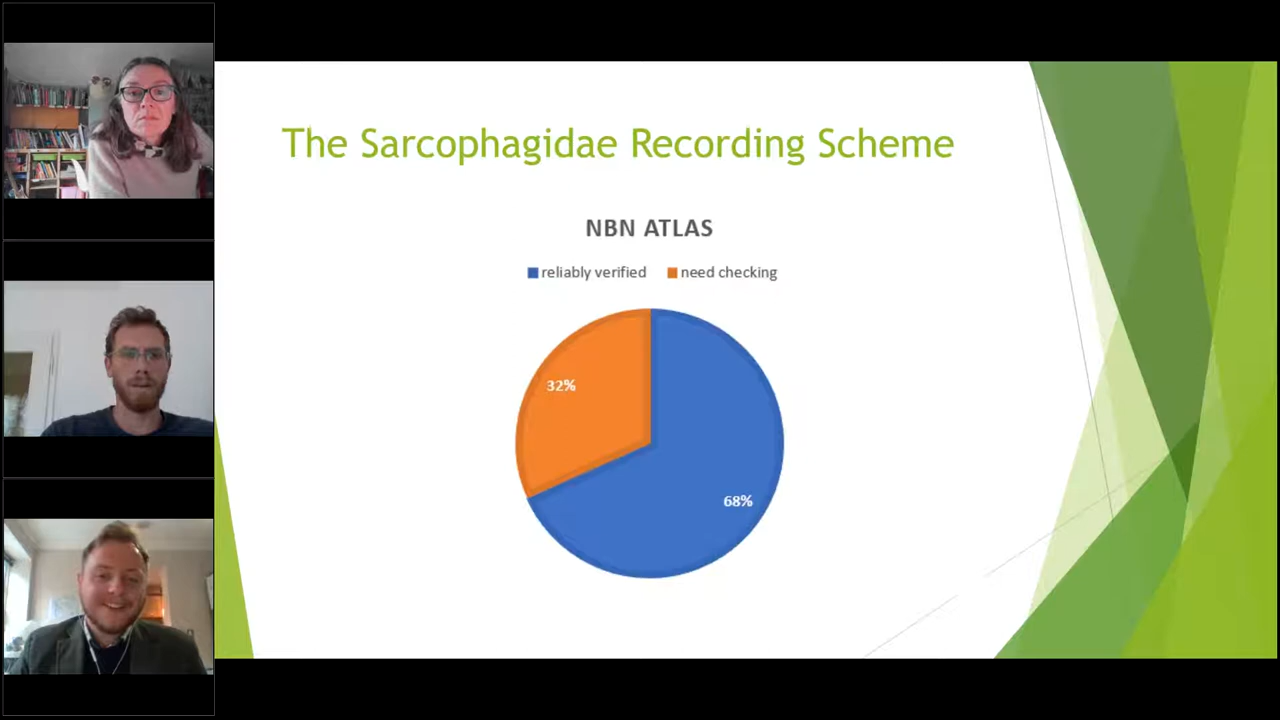 The Sarcophagidae Recording Scheme
NBN ATLAS
reliably verified need checking
32%
68%